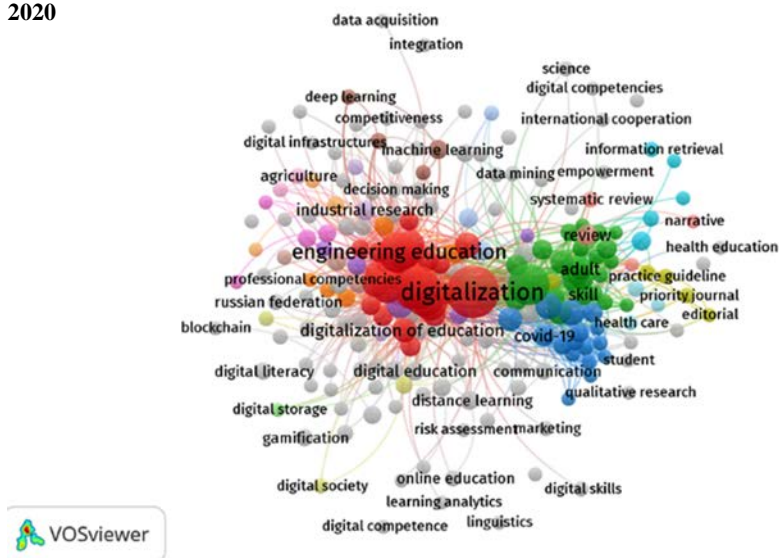 2020
data acquisition
integration
science
digital competencies
deep learning
competitiveness
international cooperation
digital infrastructures
machine learning
information retrieval
agriculture
data mining
empowerment
decision making
systematic review
industrial research
narrative
review
engineering education
health education
adult
professional competencies
practice guideline
digitalization
skill
priority journal
russian federation
editorial
blockchain
digitalization of education
covid-19
health care
student
digital literacy
digital education
communication
qualitative research
digital storage
distance learning
gamification
risk assessment
marketing
digital society
online education
digital skills
learning analytics
digital competence
linguistics
VOSviewer